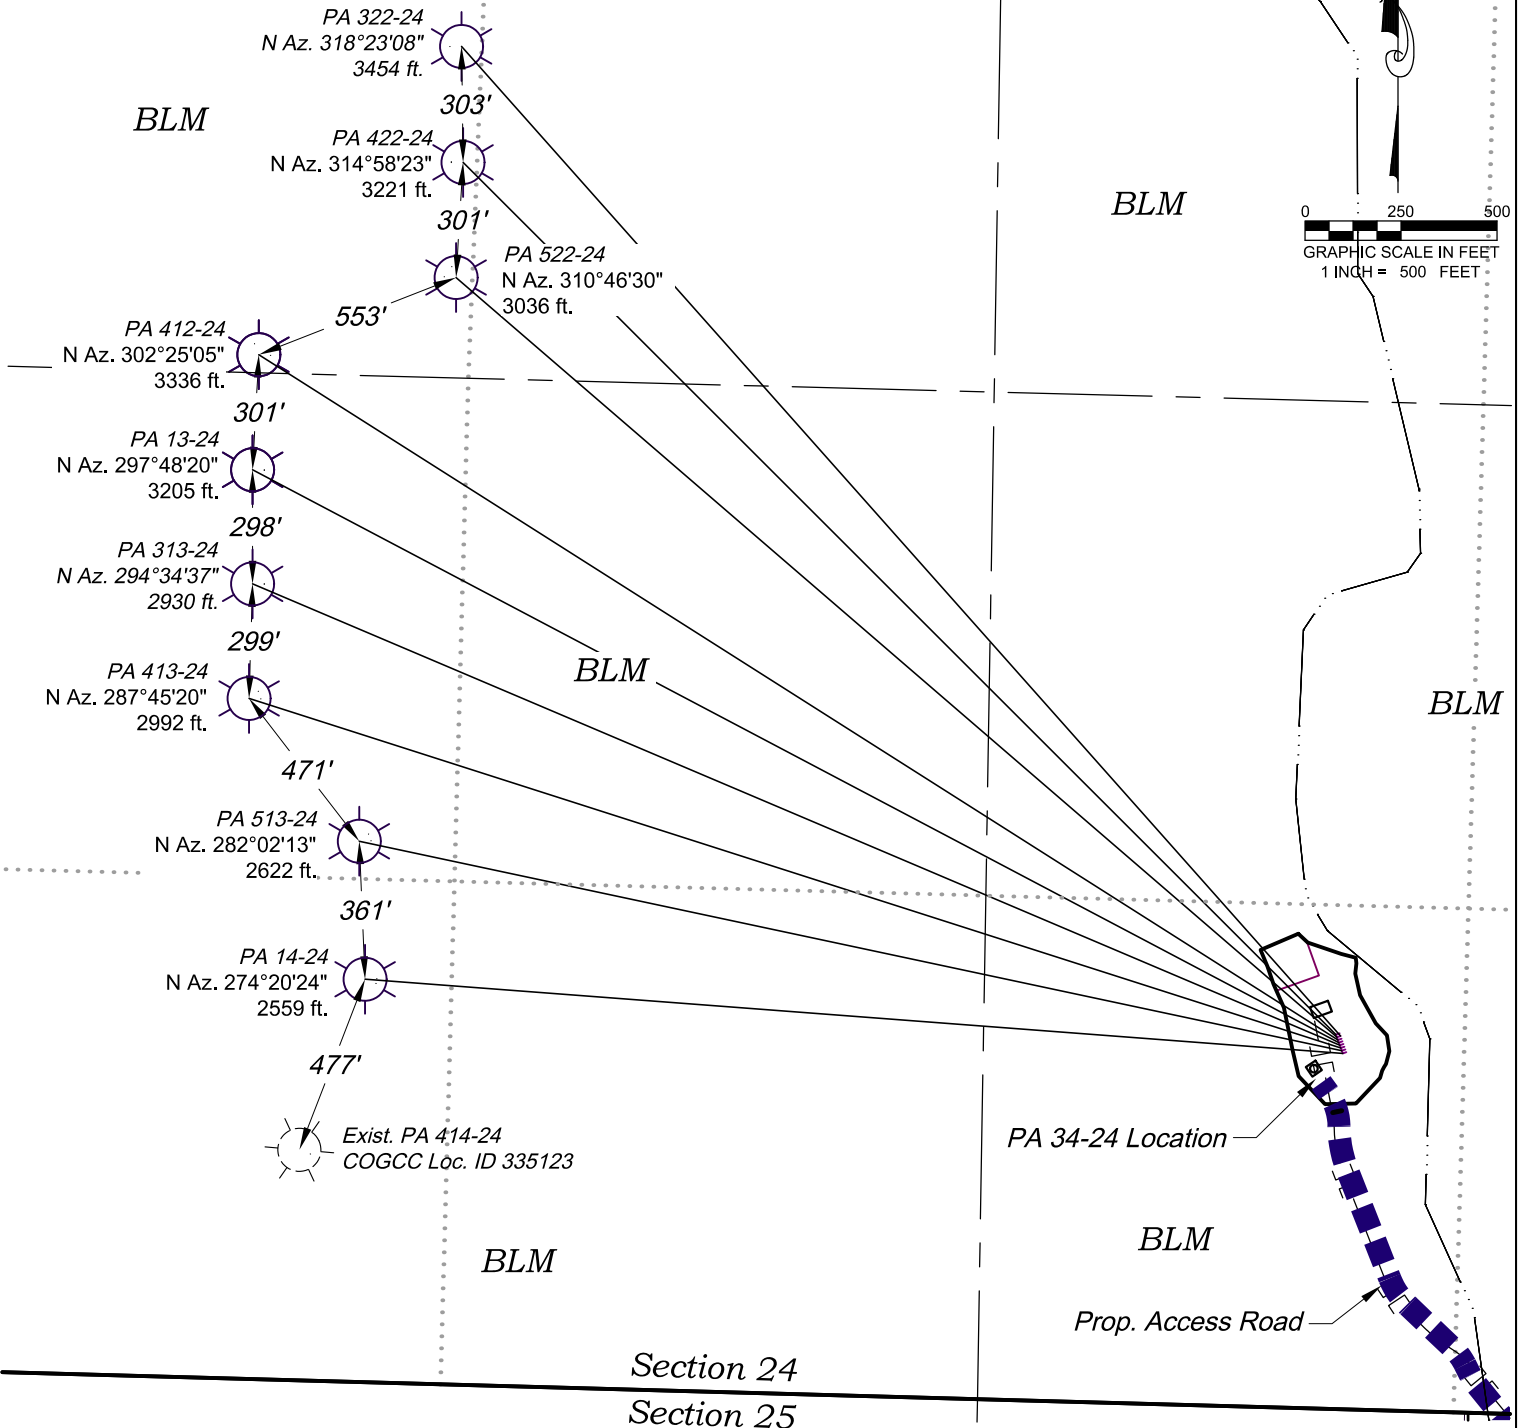 PA 322-24
N Az. 318°23'08"
3454 ft.
303'
BLM
PA 422-24
N Az. 314°58'23"
3221 ft.
BLM
0 250 500
GRAPHIC SCALE IN FEET
1 INCH = 500 FEET
301'
PA 522-24
N Az. 310°46'30"
3036 ft.
553'
PA 412-24
N Az. 302°25'05"
3336 ft.
301'
PA 13-24
N Az. 297°48'20"
3205 ft.
298'
PA 313-24
N Az. 294°34'37"
2930 ft.
299'
BLM
PA 413-24
N Az. 287°45'20"
2992 ft.
BLM
471'
PA 513-24
N Az. 282°02'13"
2622 ft.
361'
PA 14-24
N Az. 274°20'24"
2559 ft.
477'
Exist. PA 414-24
COGCC Loc. ID 335123
PA 34-24 Location
BLM
BLM
Prop. Access Road
Section 24
Section 25